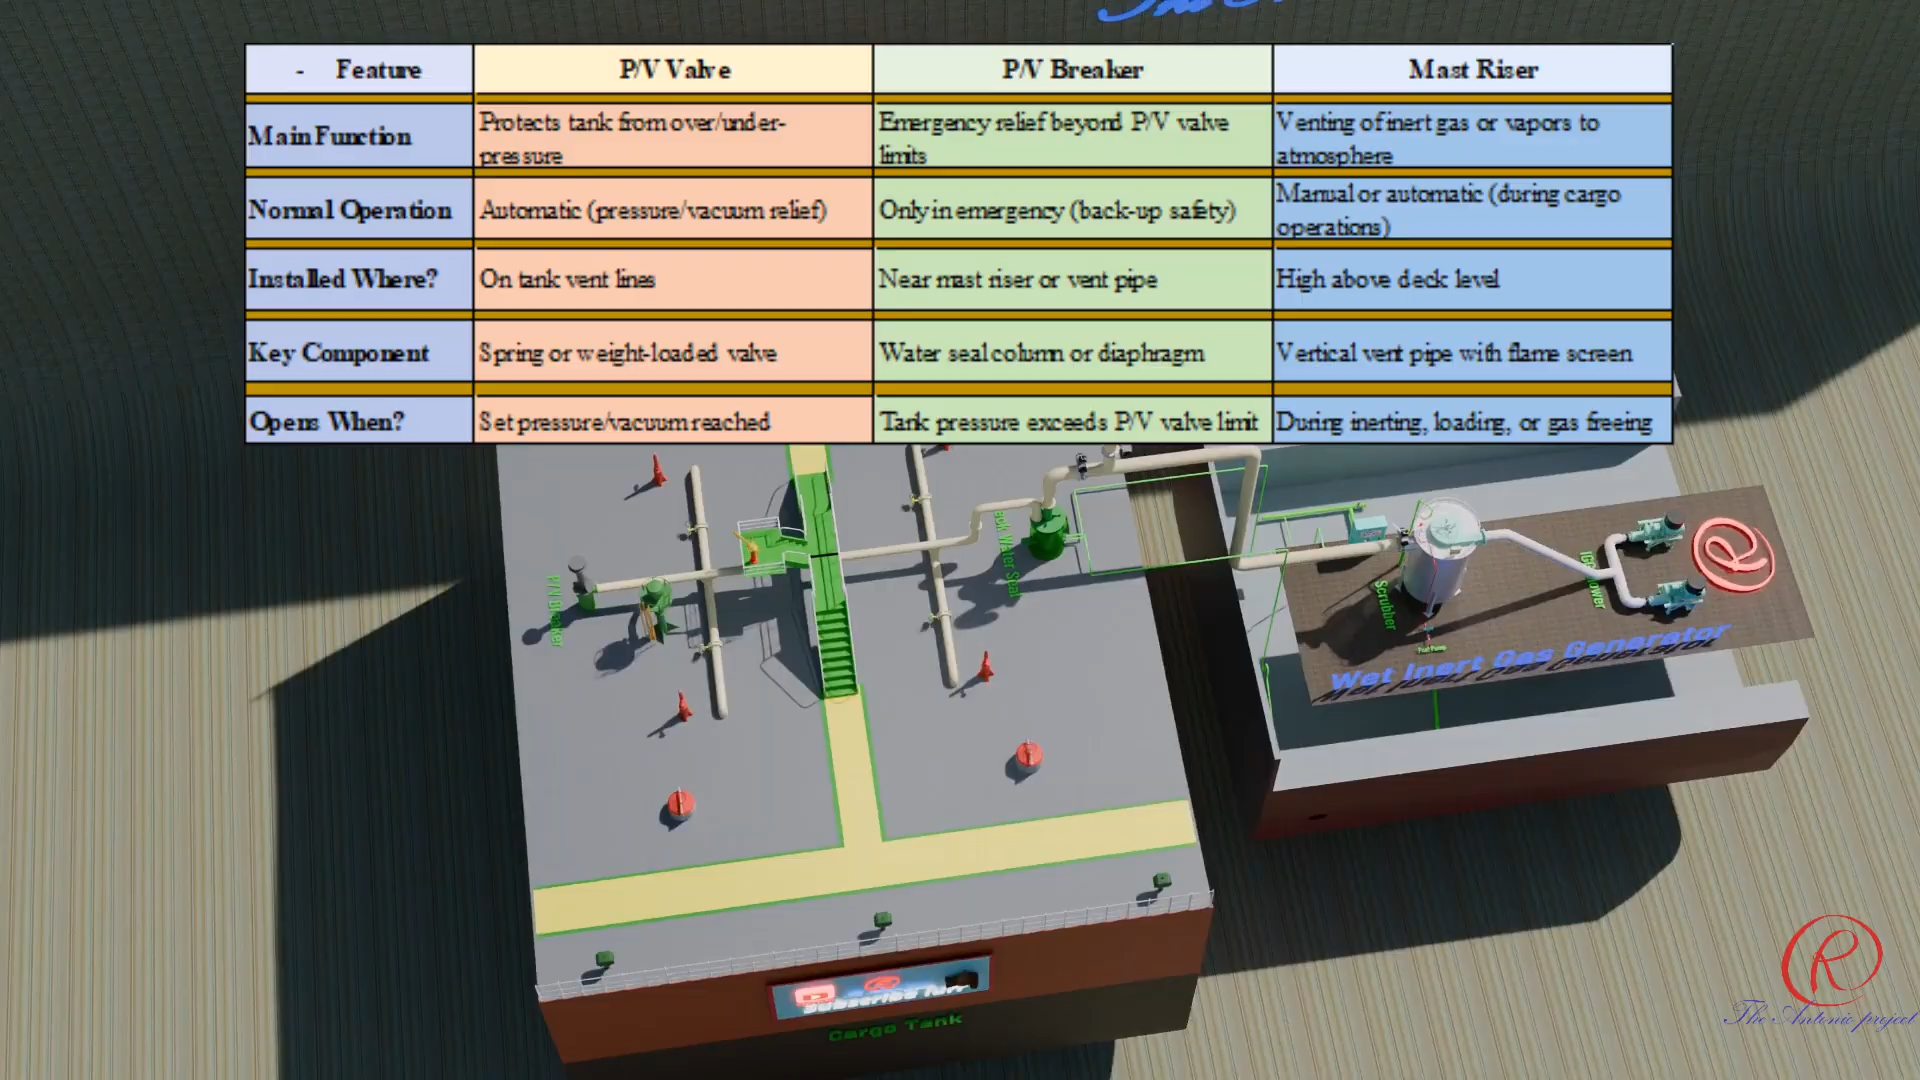 - Feature P/V Valve P/V Breaker Mast Riser
Main Function
Protects tank from over/under-
pressure
Emergency relief beyond P/V valve
limits
Venting of inert gas or vapors to
atmosphere
Normal Operation
Automatic (pressure/vacuum relief)
Only in emergency (back-up safety)
Manual or automatic (during cargo
operations)
Installed Where?
On tank vent lines
Near mast riser or vent pipe
High above deck level
Key Component
Spring or weight-loaded valve
Water seal column or diaphragm
Vertical vent pipe with flame screen
Opens When?
Set pressure/vacuum reached
Tank pressure exceeds P/V valve limit
During inerting, loading, or gas freeing
P/V Breaker
Water Seal
Scrubber
Wet Inert Gas Generator
R
Cargo Tank
R
The Antonio project